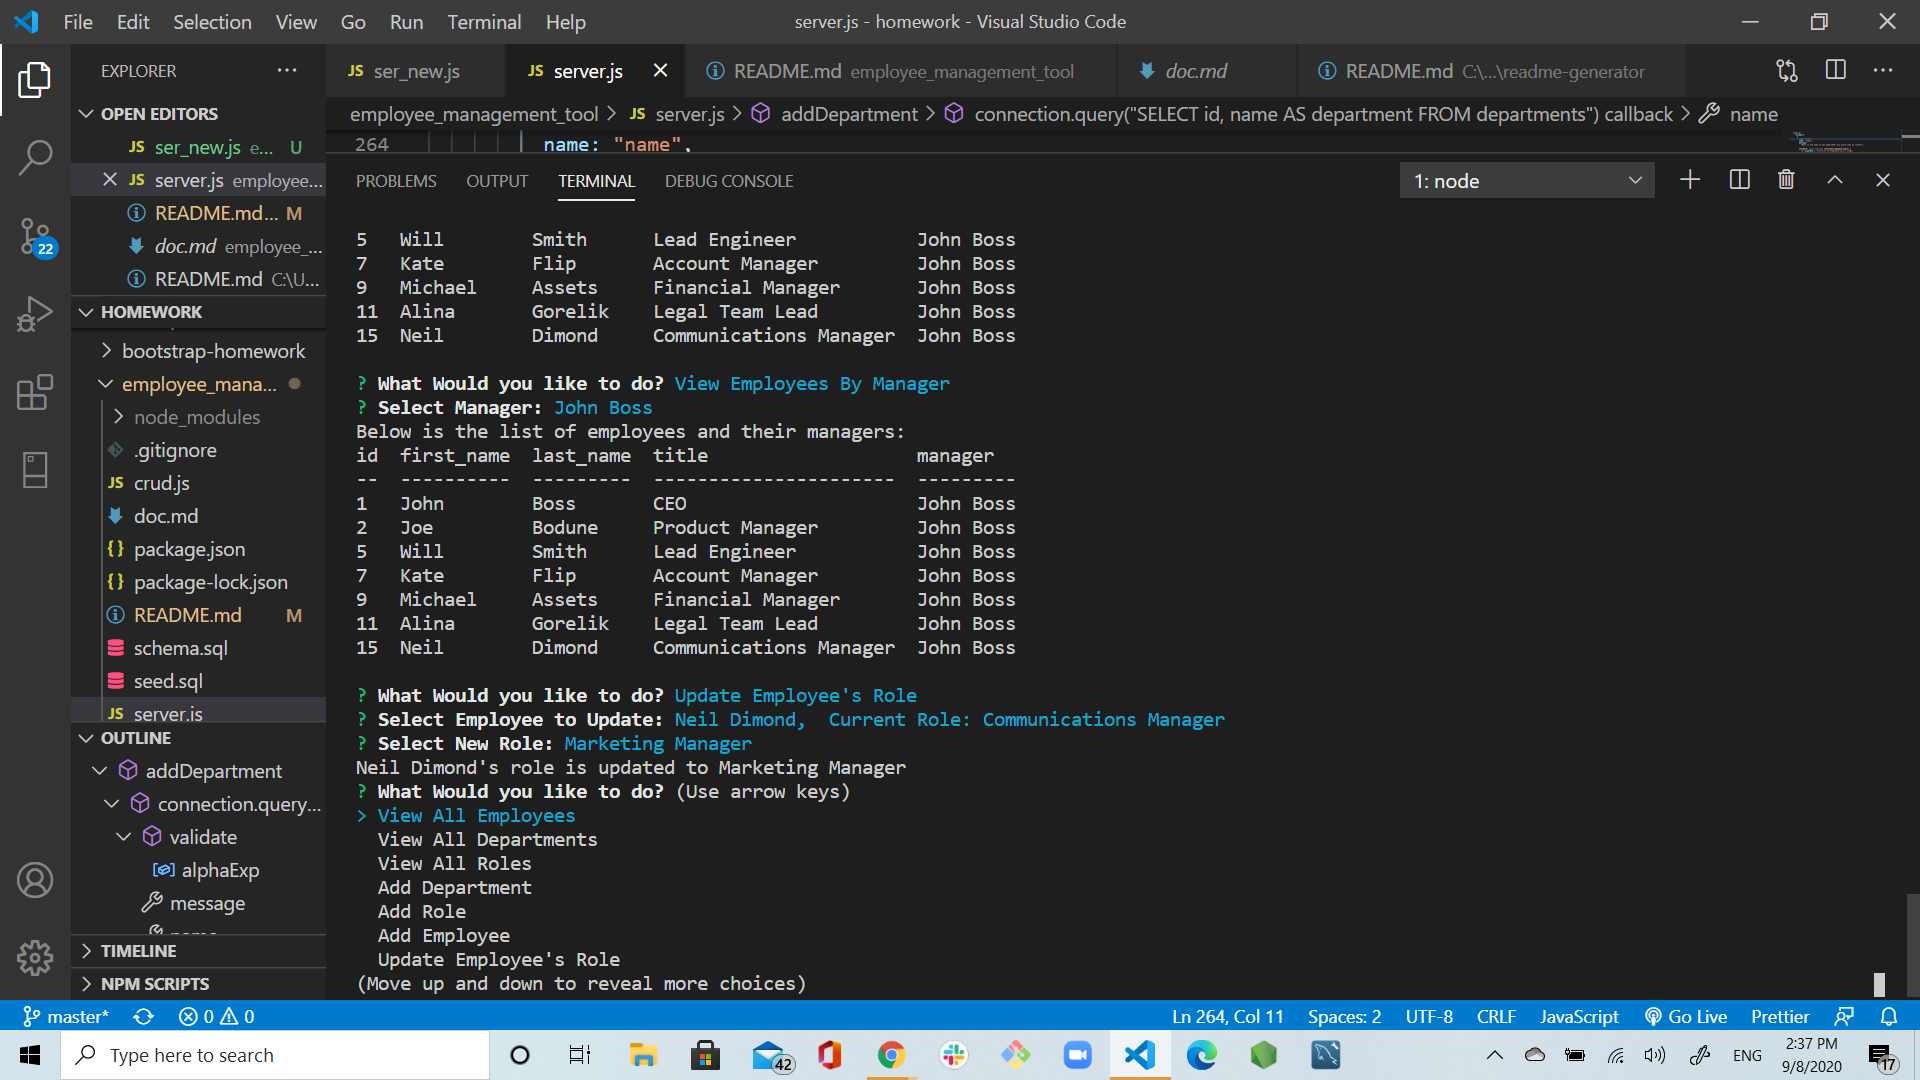 File Edit Selection View Go Run Terminal Help
server.js - homework - Visual Studio Code
EXPLORER
OPEN EDITORS
JS ser_new.js e... U
JS server.js employee...
README.md... M
doc.md employee_...
README.md C:\U...
HOMEWORK
bootstrap-homework
employee_mana...
node_modules
.gitignore
JS crud.js
doc.md
{} package.json
{} package-lock.json
README.md M
schema.sql
seed.sql
JS server.js
OUTLINE
addDepartment
connection.query...
validate
alphaExp
message
name
TIMELINE
NPM SCRIPTS
22
JS ser_new.js
JS server.js
README.md employee_management_tool
doc.md
README.md C:\...\readme-generator
employee_management_tool > JS server.js > addDepartment > connection.query("SELECT id, name AS department FROM departments") callback > name
264 name: "name",
PROBLEMS OUTPUT TERMINAL DEBUG CONSOLE
1: node
5 Will Smith Lead Engineer John Boss
7 Kate Flip Account Manager John Boss
9 Michael Assets Financial Manager John Boss
11 Alina Gorelik Legal Team Lead John Boss
15 Neil Dimond Communications Manager John Boss
? What Would you like to do? View Employees By Manager
? Select Manager: John Boss
Below is the list of employees and their managers:
id first_name last_name title manager
-- ---------- --------- ---------------------- ---------
1 John Boss CEO John Boss
2 Joe Bodune Product Manager John Boss
5 Will Smith Lead Engineer John Boss
7 Kate Flip Account Manager John Boss
9 Michael Assets Financial Manager John Boss
11 Alina Gorelik Legal Team Lead John Boss
15 Neil Dimond Communications Manager John Boss
? What Would you like to do? Update Employee's Role
? Select Employee to Update: Neil Dimond, Current Role: Communications Manager
? Select New Role: Marketing Manager
Neil Dimond's role is updated to Marketing Manager
? What Would you like to do? (Use arrow keys)
> View All Employees
View All Departments
View All Roles
Add Department
Add Role
Add Employee
Update Employee's Role
(Move up and down to reveal more choices)
master* 0 0
Ln 264, Col 11 Spaces: 2 UTF-8 CRLF JavaScript Go Live Prettier
Type here to search
42
ENG
2:37 PM
9/8/2020
17